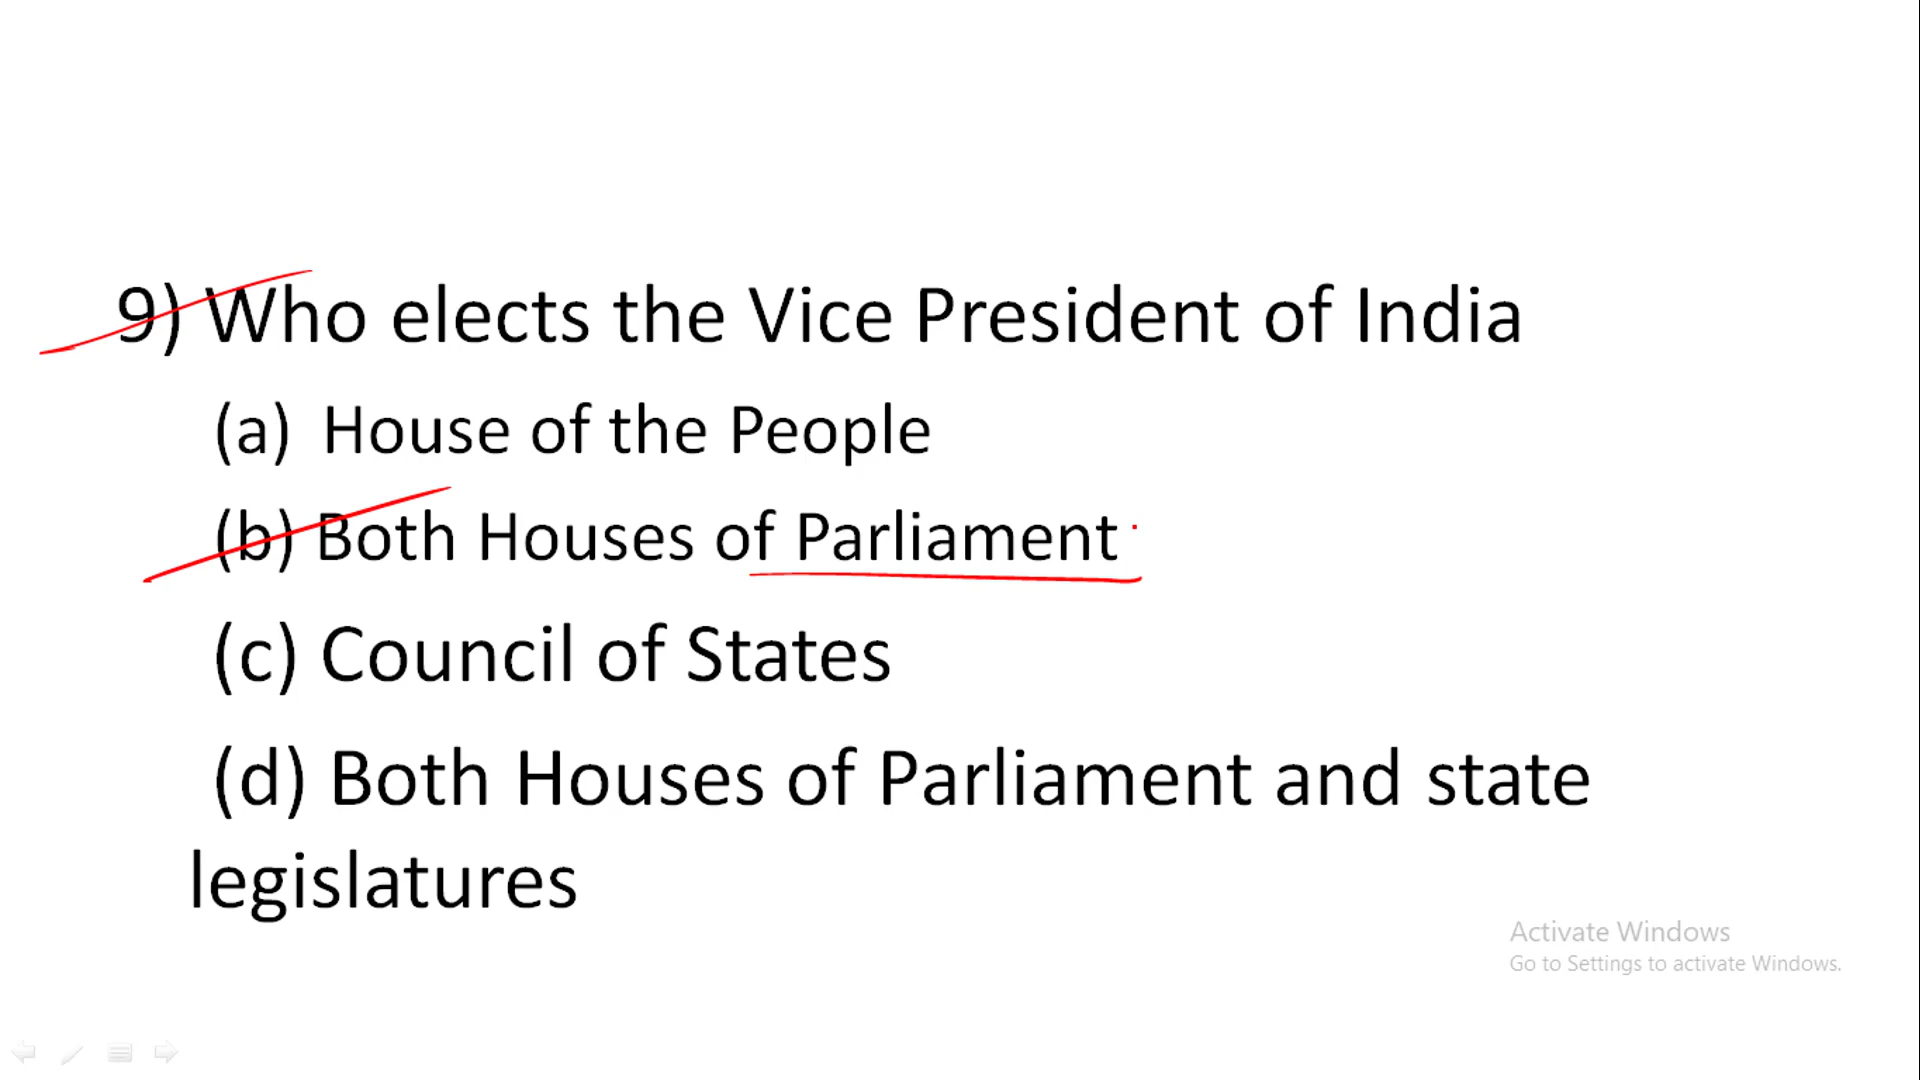 9) Who elects the Vice President of India
(a) House of the People
(b) Both Houses of Parliament
(c) Council of States
(d) Both Houses of Parliament and state
legislatures
Activate Windows
Go to Settings to activate Windows.